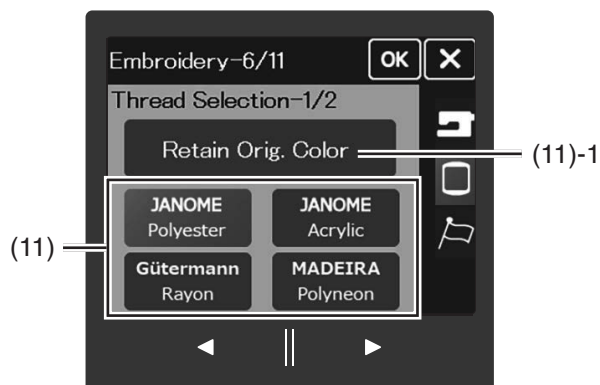 Embroidery-6/11
OK
X
Thread Selection-1/2
Retain Orig. Color
(11)-1
(11)
JANOME
Polyester
JANOME
Acrylic
Gütermann
Rayon
MADEIRA
Polyneon